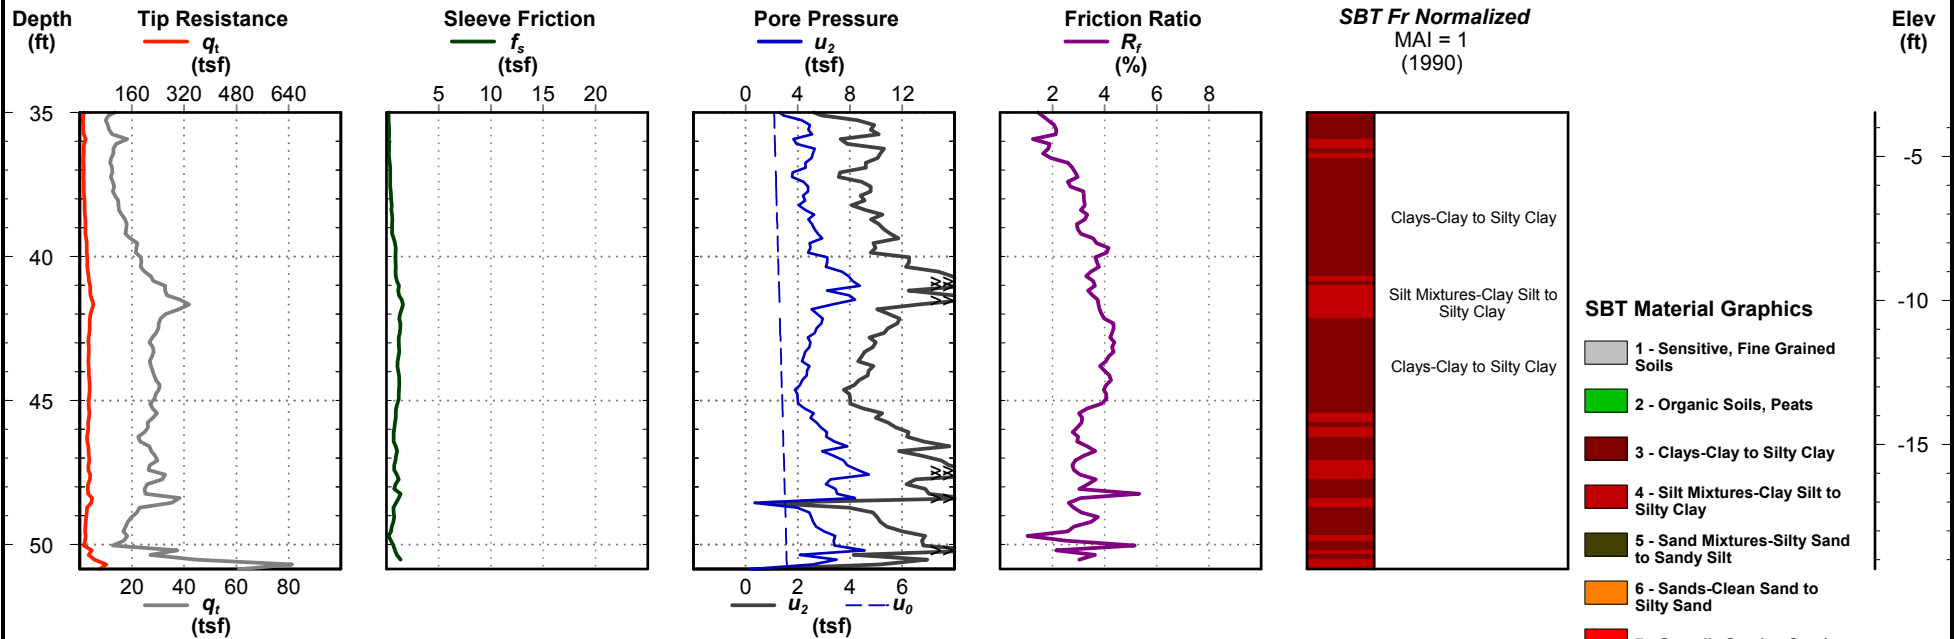 Depth
(ft)
Tip Resistance
qt
(tsf)
160 320 480 640
Sleeve Friction
fs
(tsf)
5 10 15 20
Pore Pressure
u2
(tsf)
0 4 8 12
Friction Ratio
Rf
(%)
2 4 6 8
SBT Fr Normalized
MAI = 1
(1990)
Elev
(ft)
35
40
45
50
20 40 60 80
qt
(tsf)
>>
>>
>>
>>
>>
>>
>>
0 2 4 6
u2
u0
(tsf)
Clays-Clay to Silty Clay
Silt Mixtures-Clay Silt to
Silty Clay
Clays-Clay to Silty Clay
SBT Material Graphics
1 - Sensitive, Fine Grained
Soils
2 - Organic Soils, Peats
3 - Clays-Clay to Silty Clay
4 - Silt Mixtures-Clay Silt to
Silty Clay
5 - Sand Mixtures-Silty Sand
to Sandy Silt
6 - Sands-Clean Sand to
Silty Sand
-5
-10
-15